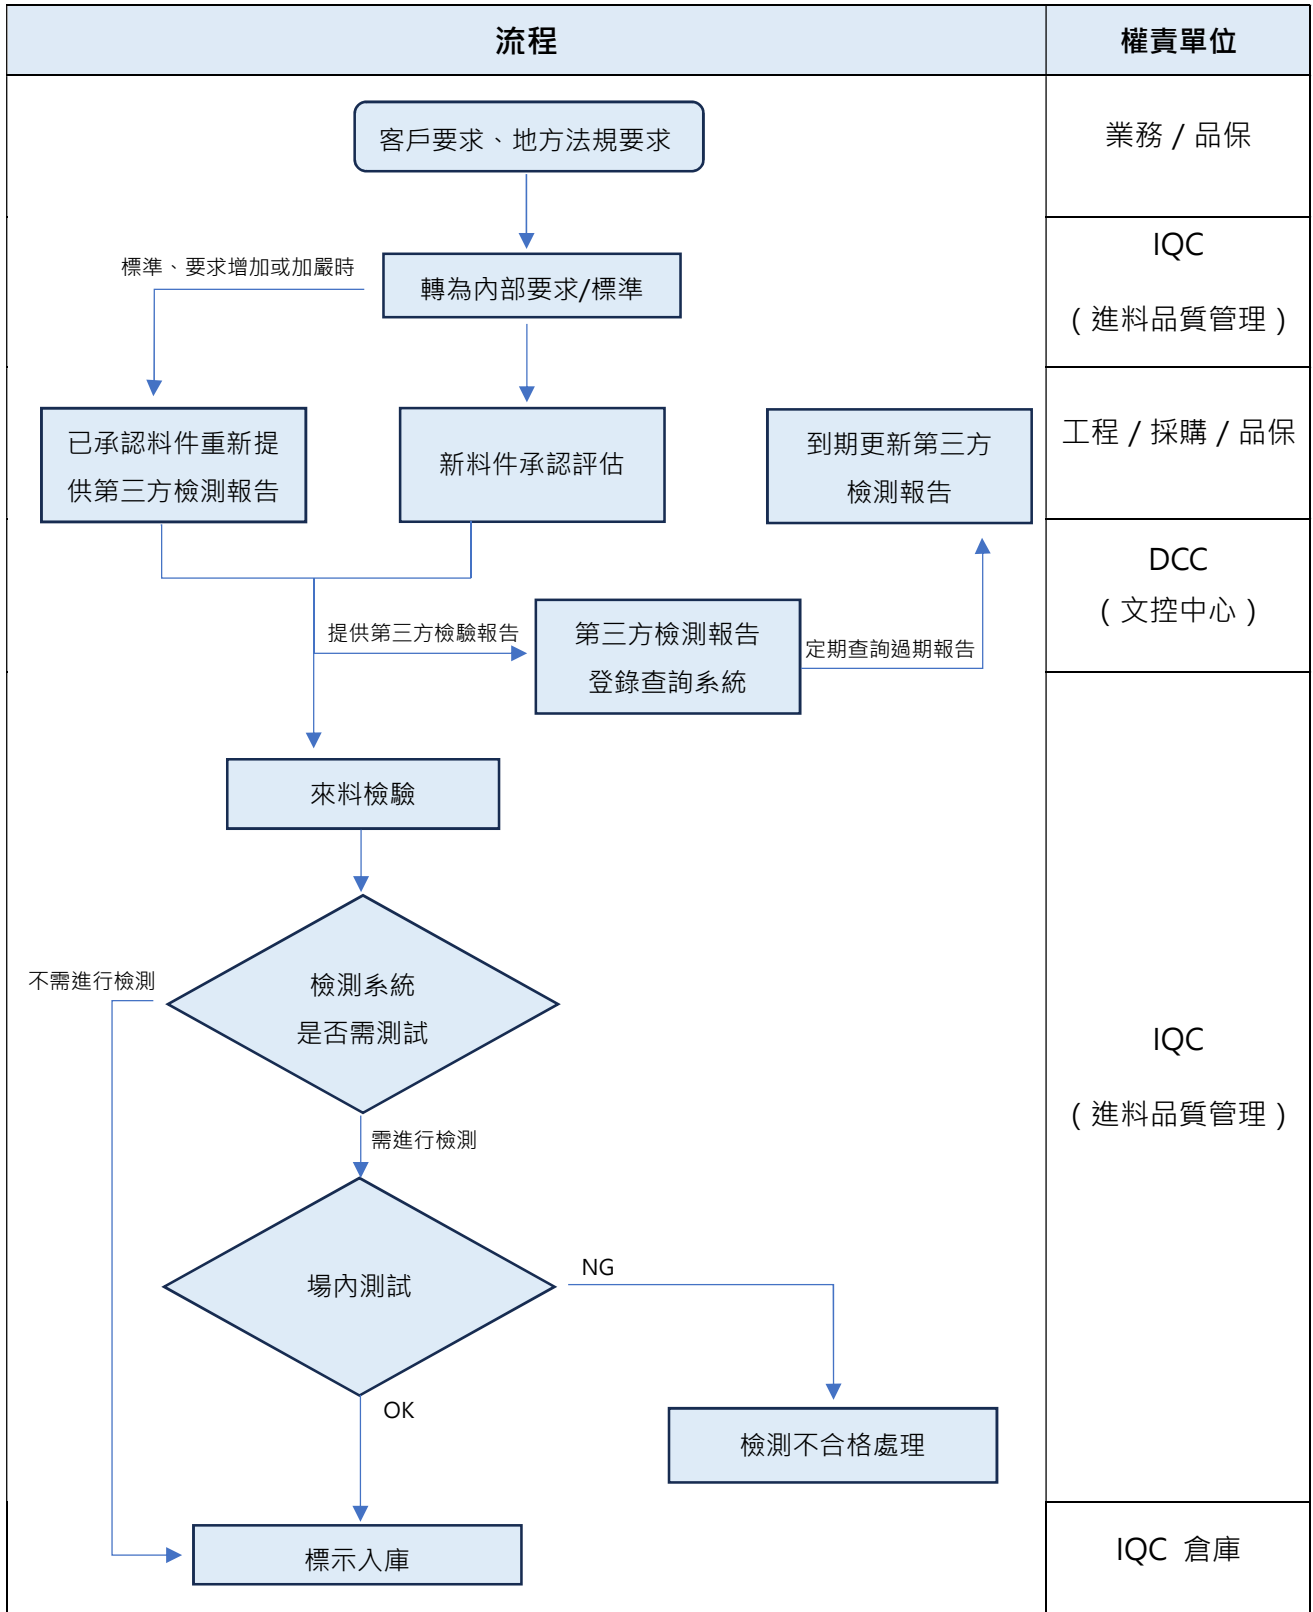 流程
權責單位
客戶要求、地方法規要求
業務 / 品保
標準、要求增加或加嚴時
轉為內部要求/標準
IQC
( 進料品質管理 )
已承認料件重新提
供第三方檢測報告
新料件承認評估
到期更新第三方
檢測報告
工程 / 採購 / 品保
提供第三方檢驗報告
第三方檢測報告
登錄查詢系統
定期查詢過期報告
DCC
( 文控中心 )
來料檢驗
不需進行檢測
檢測系統
是否需測試
需進行檢測
IQC
( 進料品質管理 )
場內測試
NG
OK
檢測不合格處理
標示入庫
IQC 倉庫